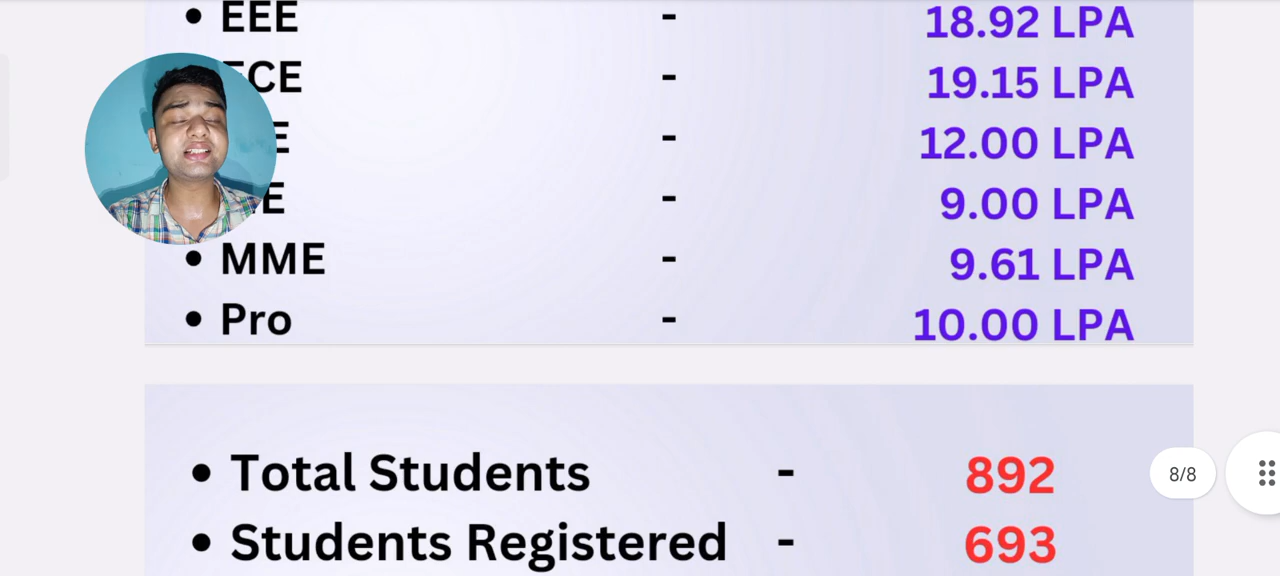 • EEE - 18.92 LPA
CE - 19.15 LPA
E - 12.00 LPA
E - 9.00 LPA
• MME - 9.61 LPA
• Pro - 10.00 LPA
• Total Students - 892
8/8
• Students Registered - 693